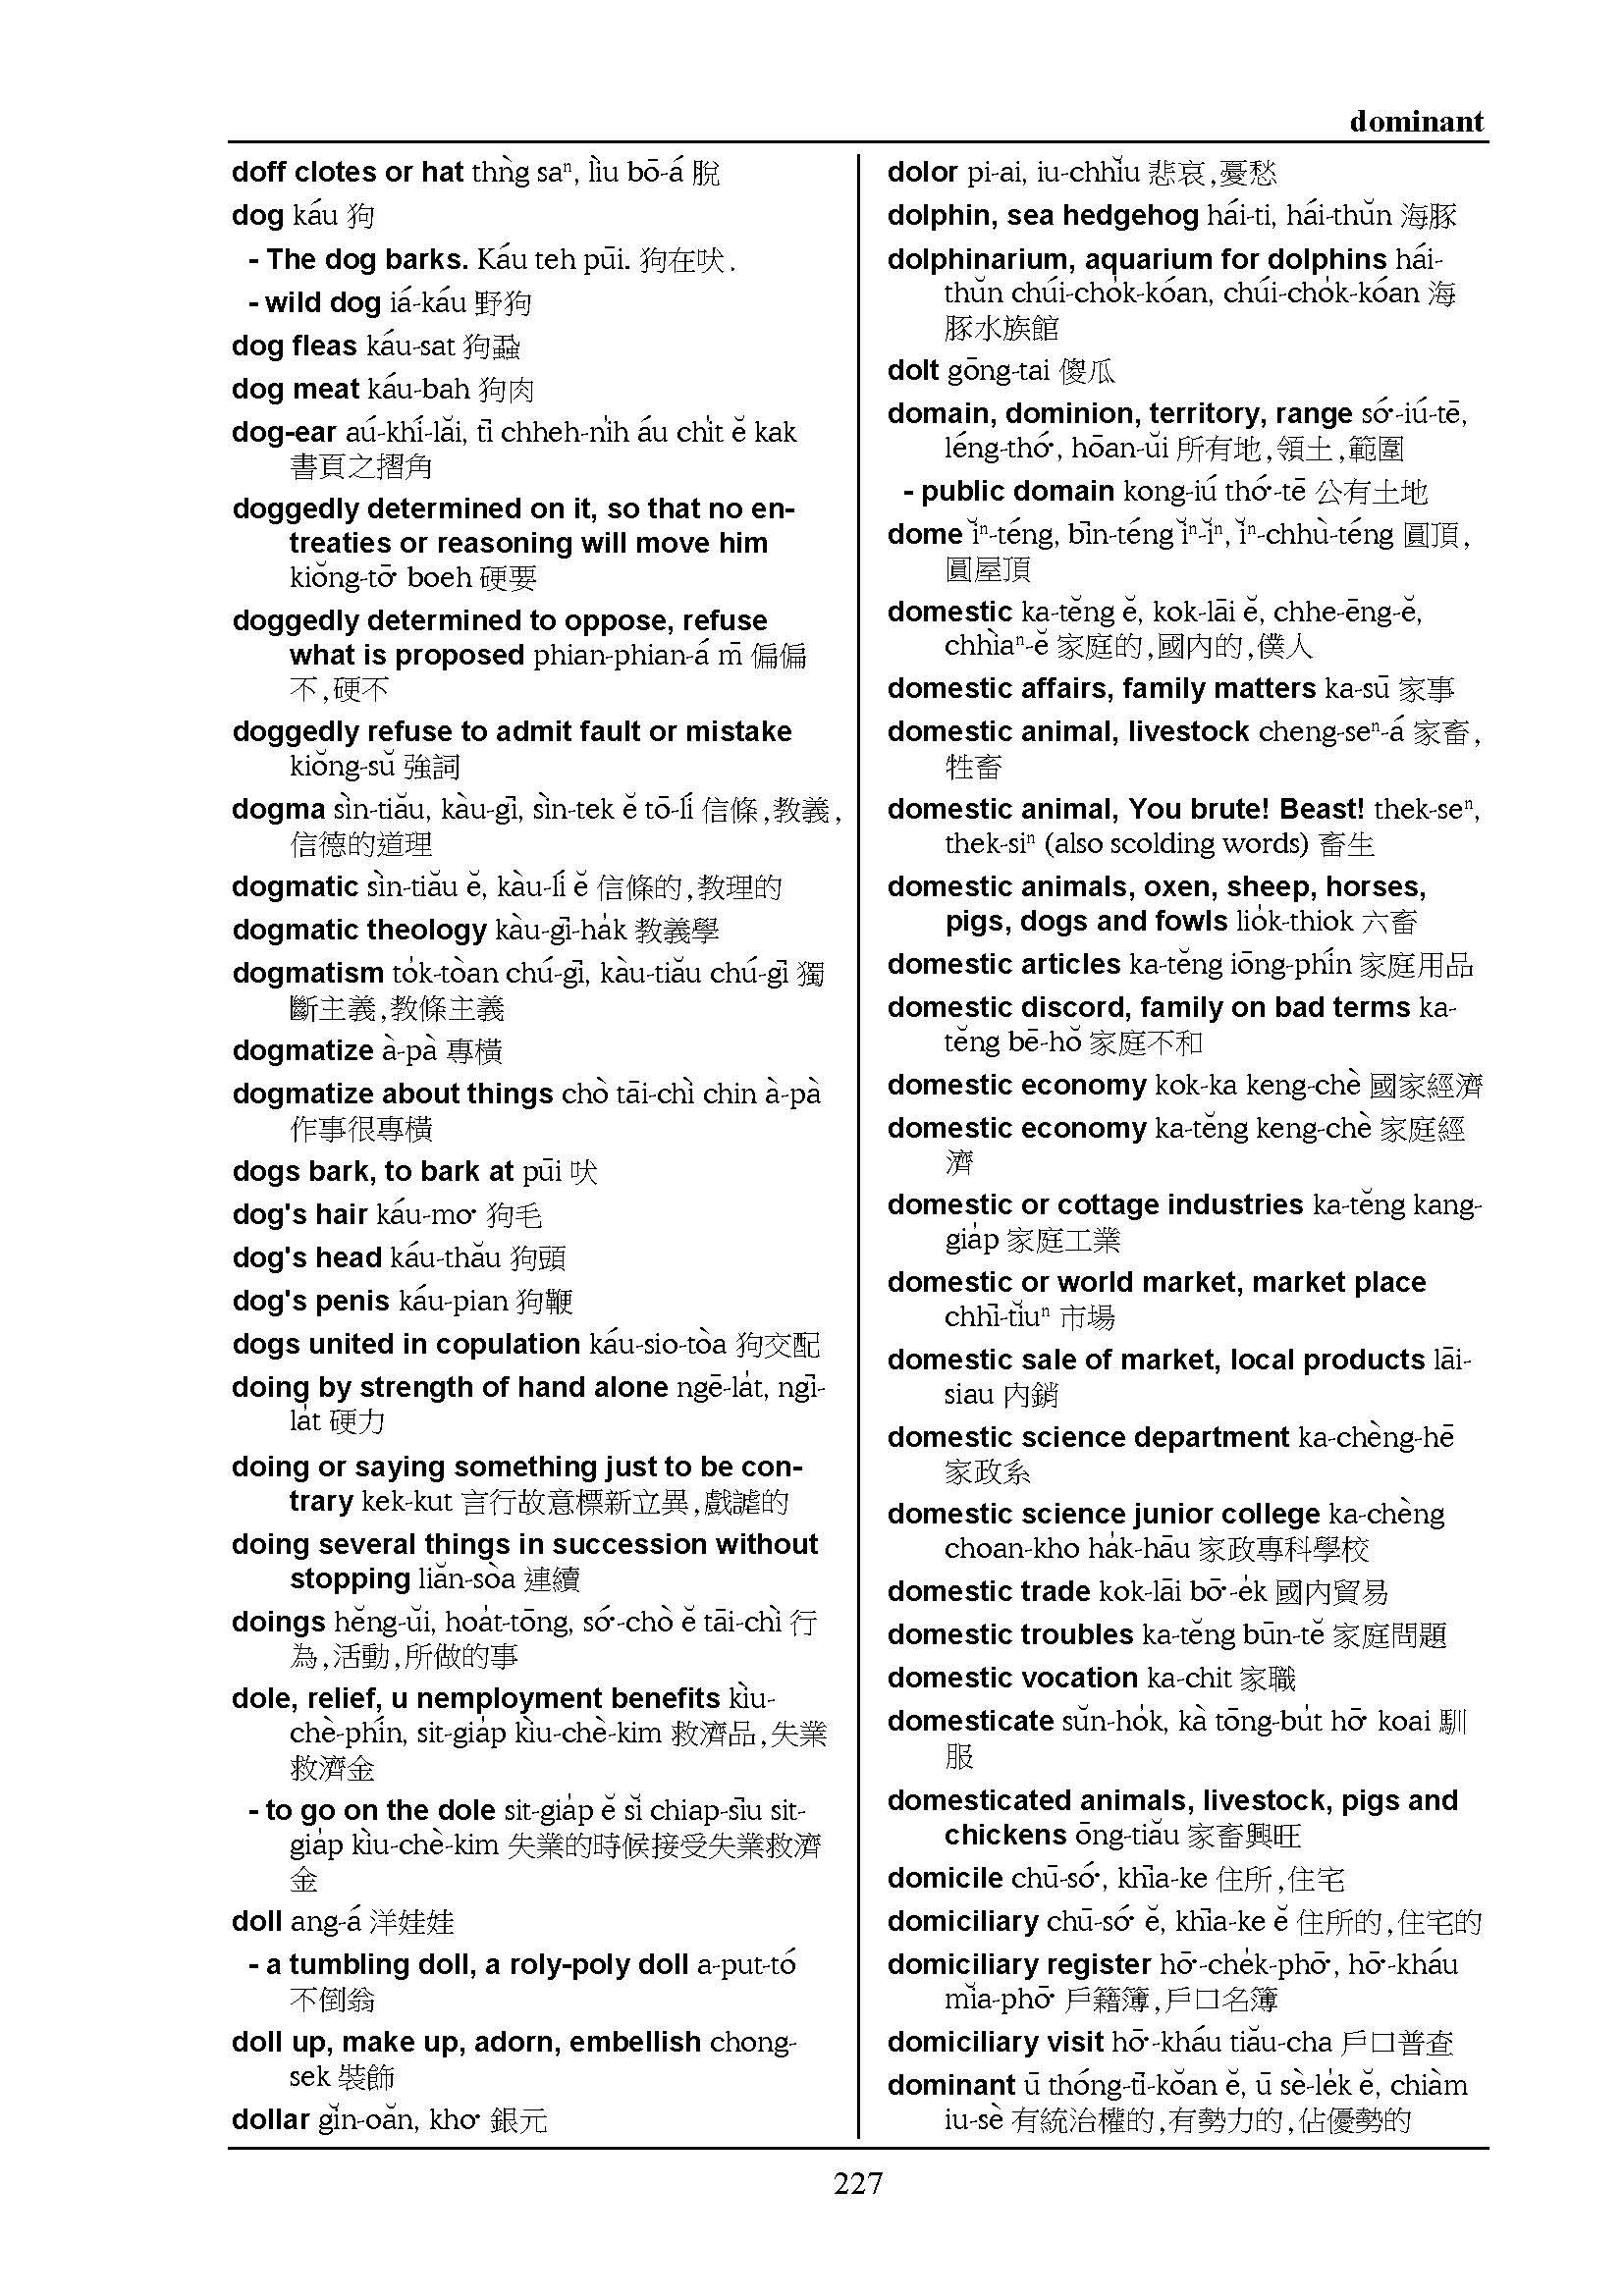 dominant
doff clotes or hat thǹg saⁿ, lìu bō-á 脫
dog káu 狗
- The dog barks. Káu teh pūi. 狗在吠.
- wild dog iá-káu 野狗
dog fleas káu-sat 狗蝨
dog meat káu-bah 狗肉
dog-ear aú-khí-lăi, tī chheh-ni̍h áu chi̍t ĕ kak
書頁之摺角
doggedly determined on it, so that no en-
treaties or reasoning will move him
kiŏng-tō͘ boeh 硬要
doggedly determined to oppose, refuse
what is proposed phian-phian-á m̄ 偏偏
不,硬不
doggedly refuse to admit fault or mistake
kiŏng-sŭ 強詞
dogma sìn-tiău, kàu-gī, sìn-tek ĕ tō-lí 信條,教義,
信德的道理
dogmatic sìn-tiău ĕ, kàu-lí ĕ 信條的,教理的
dogmatic theology kàu-gī-ha̍k 教義學
dogmatism to̍k-tòan chú-gī, kàu-tiău chú-gī 獨
斷主義,教條主義
dogmatize à-pà 專橫
dogmatize about things chò tāi-chì chin à-pà
作事很專橫
dogs bark, to bark at pūi 吠
dog's hair káu-mo͘ 狗毛
dog's head káu-thău 狗頭
dog's penis káu-pian 狗鞭
dogs united in copulation káu-sio-tòa 狗交配
doing by strength of hand alone ngē-la̍t, ngī-
la̍t 硬力
doing or saying something just to be con-
trary kek-kut 言行故意標新立異,戲謔的
doing several things in succession without
stopping liăn-sòa 連續
doings hĕng-ŭi, hoa̍t-tōng, só͘-chò ĕ tāi-chì 行
為,活動,所做的事
dole, relief, u nemployment benefits kìu-
chè-phín, sit-gia̍p kìu-chè-kim 救濟品,失業
救濟金
- to go on the dole sit-gia̍p ĕ sĭ chiap-sīu sit-
gia̍p kìu-chè-kim 失業的時候接受失業救濟
金
doll ang-á 洋娃娃
- a tumbling doll, a roly-poly doll a-put-tó
不倒翁
doll up, make up, adorn, embellish chong-
sek 裝飾
dollar gĭn-oăn, kho͘ 銀元
dolor pi-ai, iu-chhĭu 悲哀,憂愁
dolphin, sea hedgehog hái-ti, hái-thŭn 海豚
dolphinarium, aquarium for dolphins hái-
thŭn chúi-cho̍k-kóan, chúi-cho̍k-kóan 海
豚水族館
dolt gōng-tai 傻瓜
domain, dominion, territory, range só͘-iú-tē,
léng-thó͘, hōan-ŭi 所有地,領土,範圍
- public domain kong-iú thó͘-tē 公有土地
dome ĭⁿ-téng, bīn-téng ĭⁿ-ĭⁿ, ĭⁿ-chhù-téng 圓頂,
圓屋頂
domestic ka-tĕng ĕ, kok-lāi ĕ, chhe-ēng-ĕ,
chhìaⁿ-ĕ 家庭的,國內的,僕人
domestic affairs, family matters ka-sū 家事
domestic animal, livestock cheng-seⁿ-á 家畜,
牲畜
domestic animal, You brute! Beast! thek-seⁿ,
thek-siⁿ (also scolding words) 畜生
domestic animals, oxen, sheep, horses,
pigs, dogs and fowls lio̍k-thiok 六畜
domestic articles ka-tĕng iōng-phín 家庭用品
domestic discord, family on bad terms ka-
tĕng bē-hŏ 家庭不和
domestic economy kok-ka keng-chè 國家經濟
domestic economy ka-tĕng keng-chè 家庭經
濟
domestic or cottage industries ka-tĕng kang-
gia̍p 家庭工業
domestic or world market, market place
chhī-tĭuⁿ 市場
domestic sale of market, local products lāi-
siau 內銷
domestic science department ka-chèng-hē
家政系
domestic science junior college ka-chèng
choan-kho ha̍k-hāu 家政專科學校
domestic trade kok-lāi bō͘-e̍k 國內貿易
domestic troubles ka-tĕng būn-tĕ 家庭問題
domestic vocation ka-chit 家職
domesticate sŭn-ho̍k, kà tōng-bu̍t hō͘ koai 馴
服
domesticated animals, livestock, pigs and
chickens ōng-tiău 家畜興旺
domicile chū-só͘, khīa-ke 住所,住宅
domiciliary chū-só͘ ĕ, khīa-ke ĕ 住所的,住宅的
domiciliary register hō͘-che̍k-phō͘, hō͘-kháu
mĭa-phō͘ 戶籍簿,戶口名簿
domiciliary visit hō͘-kháu tiău-cha 戶口普查
dominant ū thóng-tī-kŏan ĕ, ū sè-le̍k ĕ, chiàm
iu-sè 有統治權的,有勢力的,佔優勢的
227